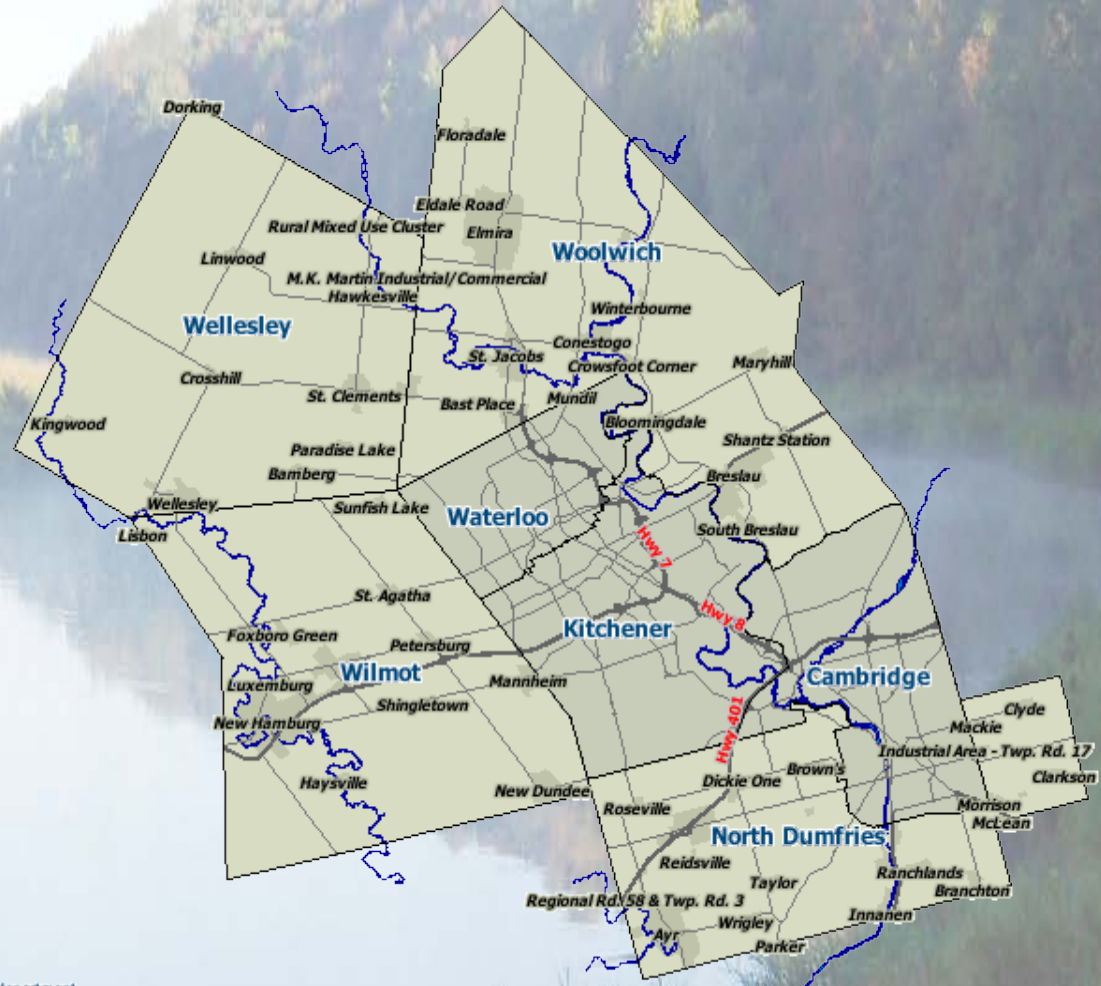 Dorking
Floradale
Eldale Road
Rural Mixed Use Cluster
Elmira
Woolwich
Linwood
M.K. Martin Industrial/Commercial
Hawkesville
Winterbourne
Wellesley
Conestogo
St. Jacobs
Crowsfoot Corner
Maryhill
Crosshill
St. Clements
Bast Place
Mundil
Kingwood
Bloomingdale
Shantz Station
Paradise Lake
Bamberg
Breslau
Wellesley
Sunfish Lake
Waterloo
Lisbon
South Breslau
Hwy 7
St. Agatha
Hwy 8
Foxboro Green
Kitchener
Petersburg
Wilmot
Cambridge
Luxemburg
Mannheim
Shingletown
Clyde
New Hamburg
Mackie
Hwy 401
Industrial Area - Twp. Rd. 17
Haysville
Dickie One
Brown's
Clarkson
New Dundee
Roseville
Morrison
McLean
North Dumfries
Reidsville
Taylor
Ranchlands
Branchton
Regional Rd. 58 & Twp. Rd. 3
Innanen
Wrigley
Ayr
Parker